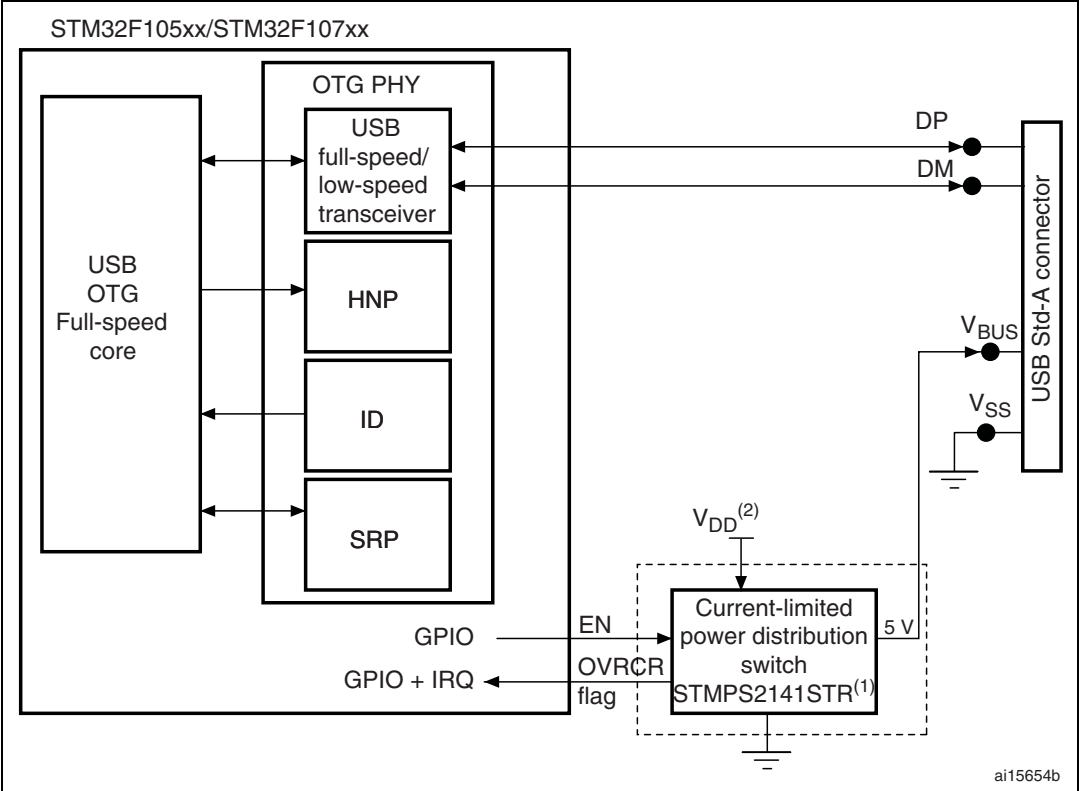 STM32F105xx/STM32F107xx
OTG PHY
USB
full-speed/
low-speed
transceiver
DP
DM
USB
OTG
Full-speed
core
HNP
ID
SRP
USB Std-A connector
VBUS
VSS
VDD(2)
GPIO
EN
GPIO + IRQ
OVRCR
flag
Current-limited
power distribution
switch
STMPS2141STR(1)
5 V
ai15654b